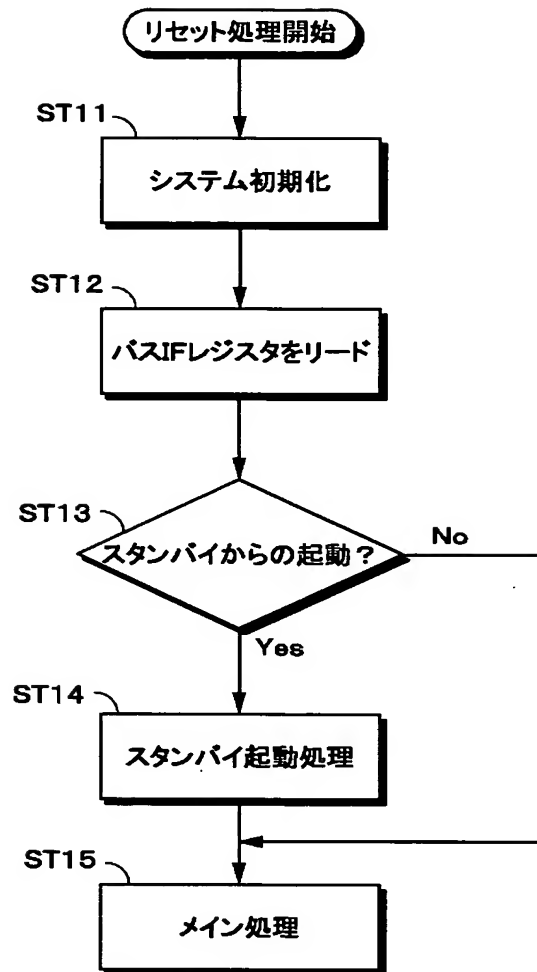 リセット処理開始
ST11
システム初期化
ST12
バスIFレジスタをリード
ST13
スタンバイからの起動？
No
Yes
ST14
スタンバイ起動処理
ST15
メイン処理